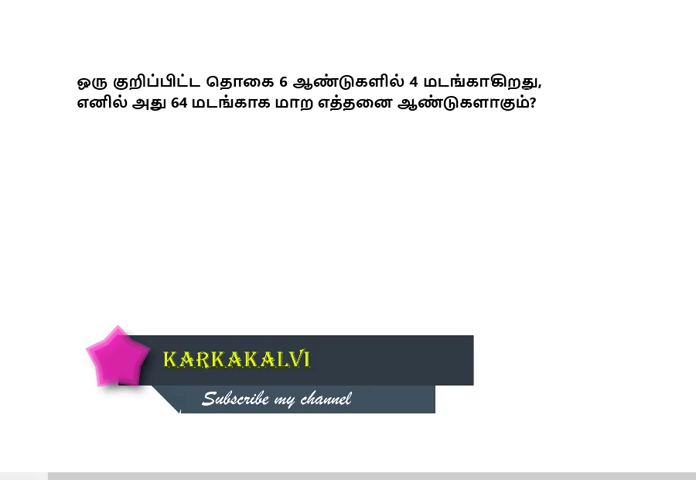 ஒரு குறிப்பிட்ட தொகை 6 ஆண்டுகளில் 4 மடங்காகிறது,
எனில் அது 64 மடங்காக மாற எத்தனை ஆண்டுகளாகும்?
KARKAKALVI
Subscribe my channel